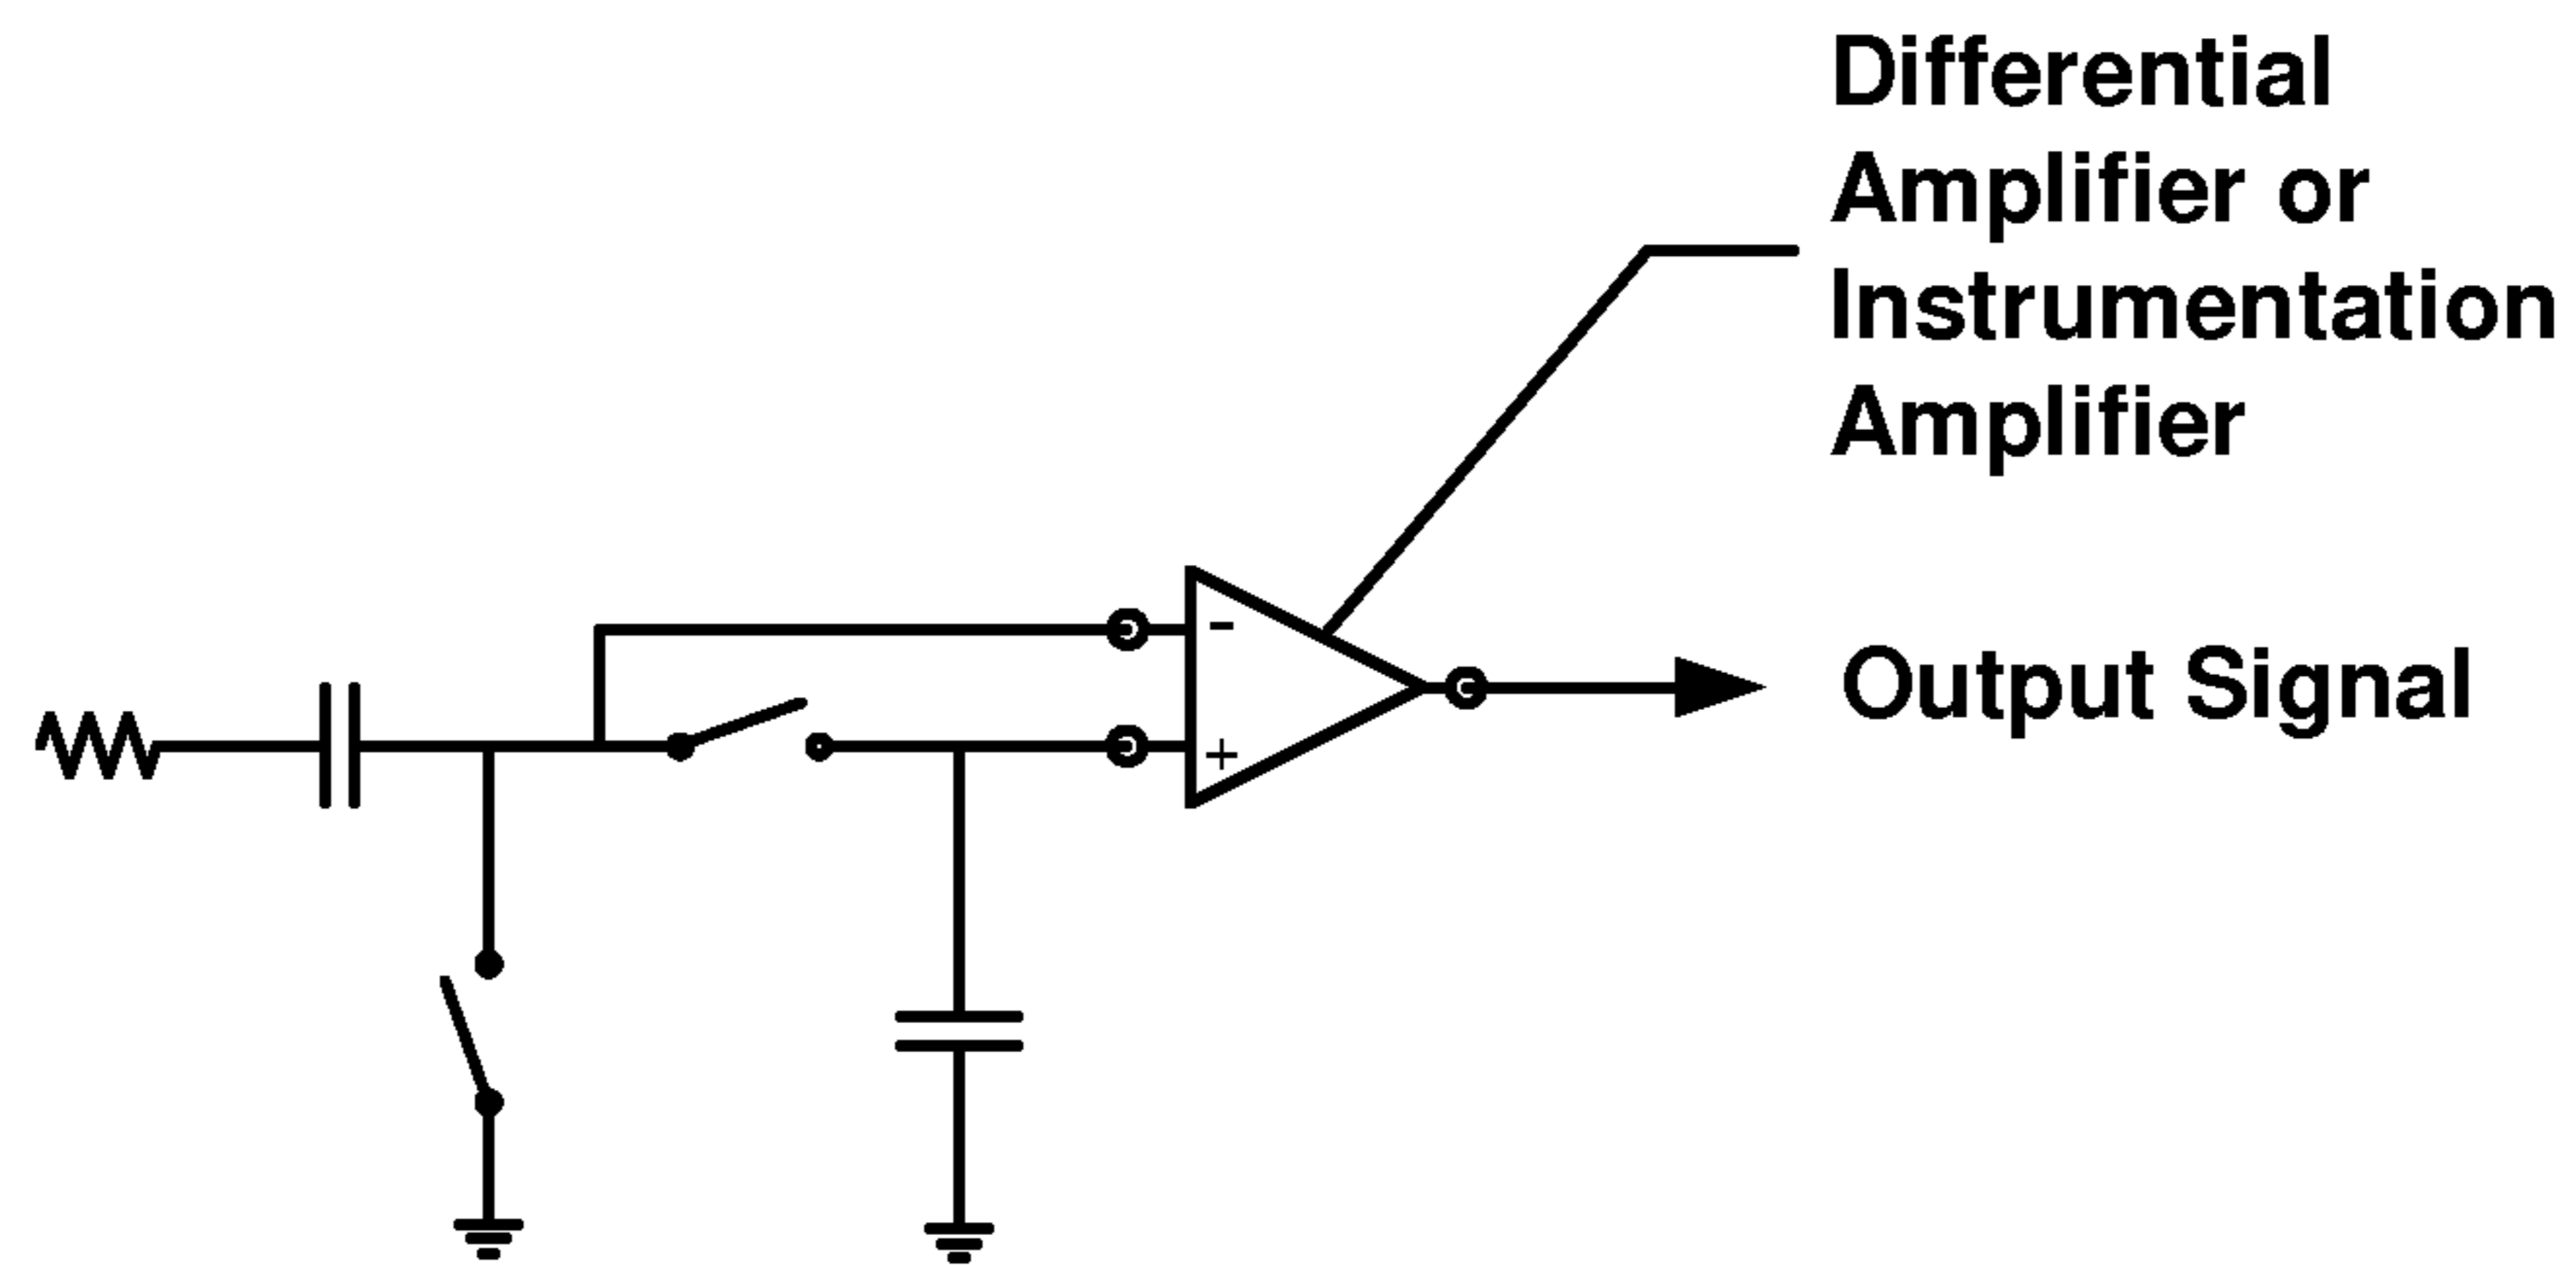 Differential
Amplifier or
Instrumentation
Amplifier
-
+
Output Signal